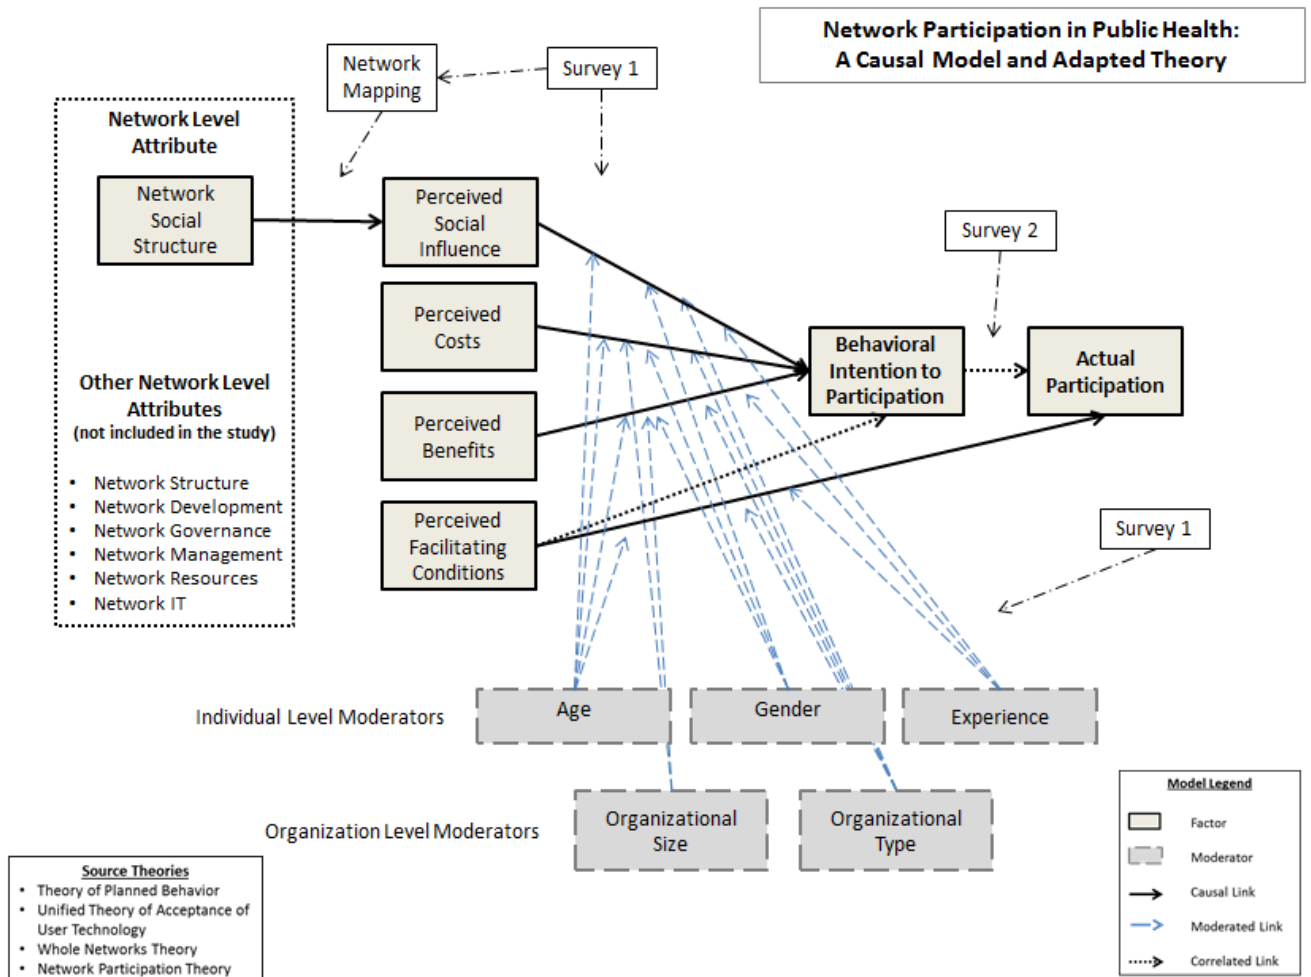 Network Participation in Public Health:
A Causal Model and Adapted Theory
Network
Mapping
Survey 1
Network Level
Attribute
Network
Social
Structure
Perceived
Social
Influence
Survey 2
Perceived
Costs
Behavioral
Intention to
Participation
Actual
Participation
Other Network Level
Attributes
(not included in the study)
• Network Structure
• Network Development
• Network Governance
• Network Management
• Network Resources
• Network IT
Perceived
Benefits
Perceived
Facilitating
Conditions
Survey 1
Individual Level Moderators
Age
Gender
Experience
Organization Level Moderators
Organizational
Size
Organizational
Type
Source Theories
• Theory of Planned Behavior
• Unified Theory of Acceptance of
User Technology
• Whole Networks Theory
• Network Participation Theory
Model Legend
Factor
Moderator
Causal Link
Moderated Link
Correlated Link